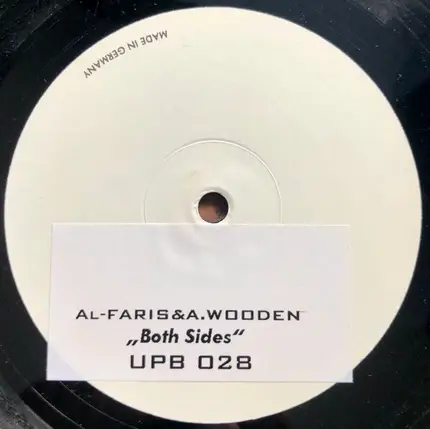 MADE IN GERMANY
AL-FARIS&A.WOODEN
„Both Sides“
UPB 028